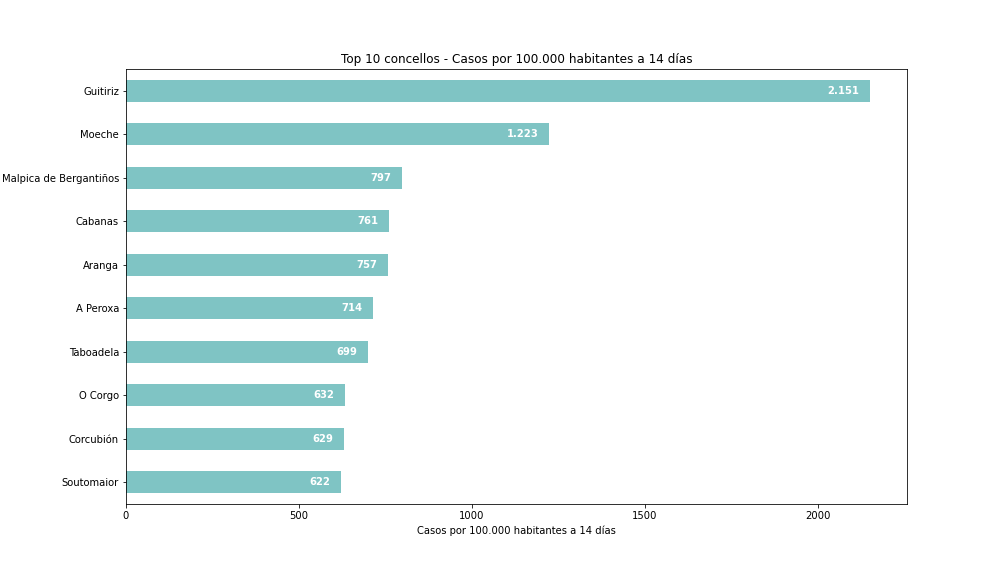 Top 10 concellos - Casos por 100.000 habitantes a 14 días
Guitiriz 2.151
Moeche 1.223
Malpica de Bergantiños 797
Cabanas 761
Aranga 757
A Peroxa 714
Taboadela 699
O Corgo 632
Corcubión 629
Soutomaior 622
0 500 1000 1500 2000
Casos por 100.000 habitantes a 14 días